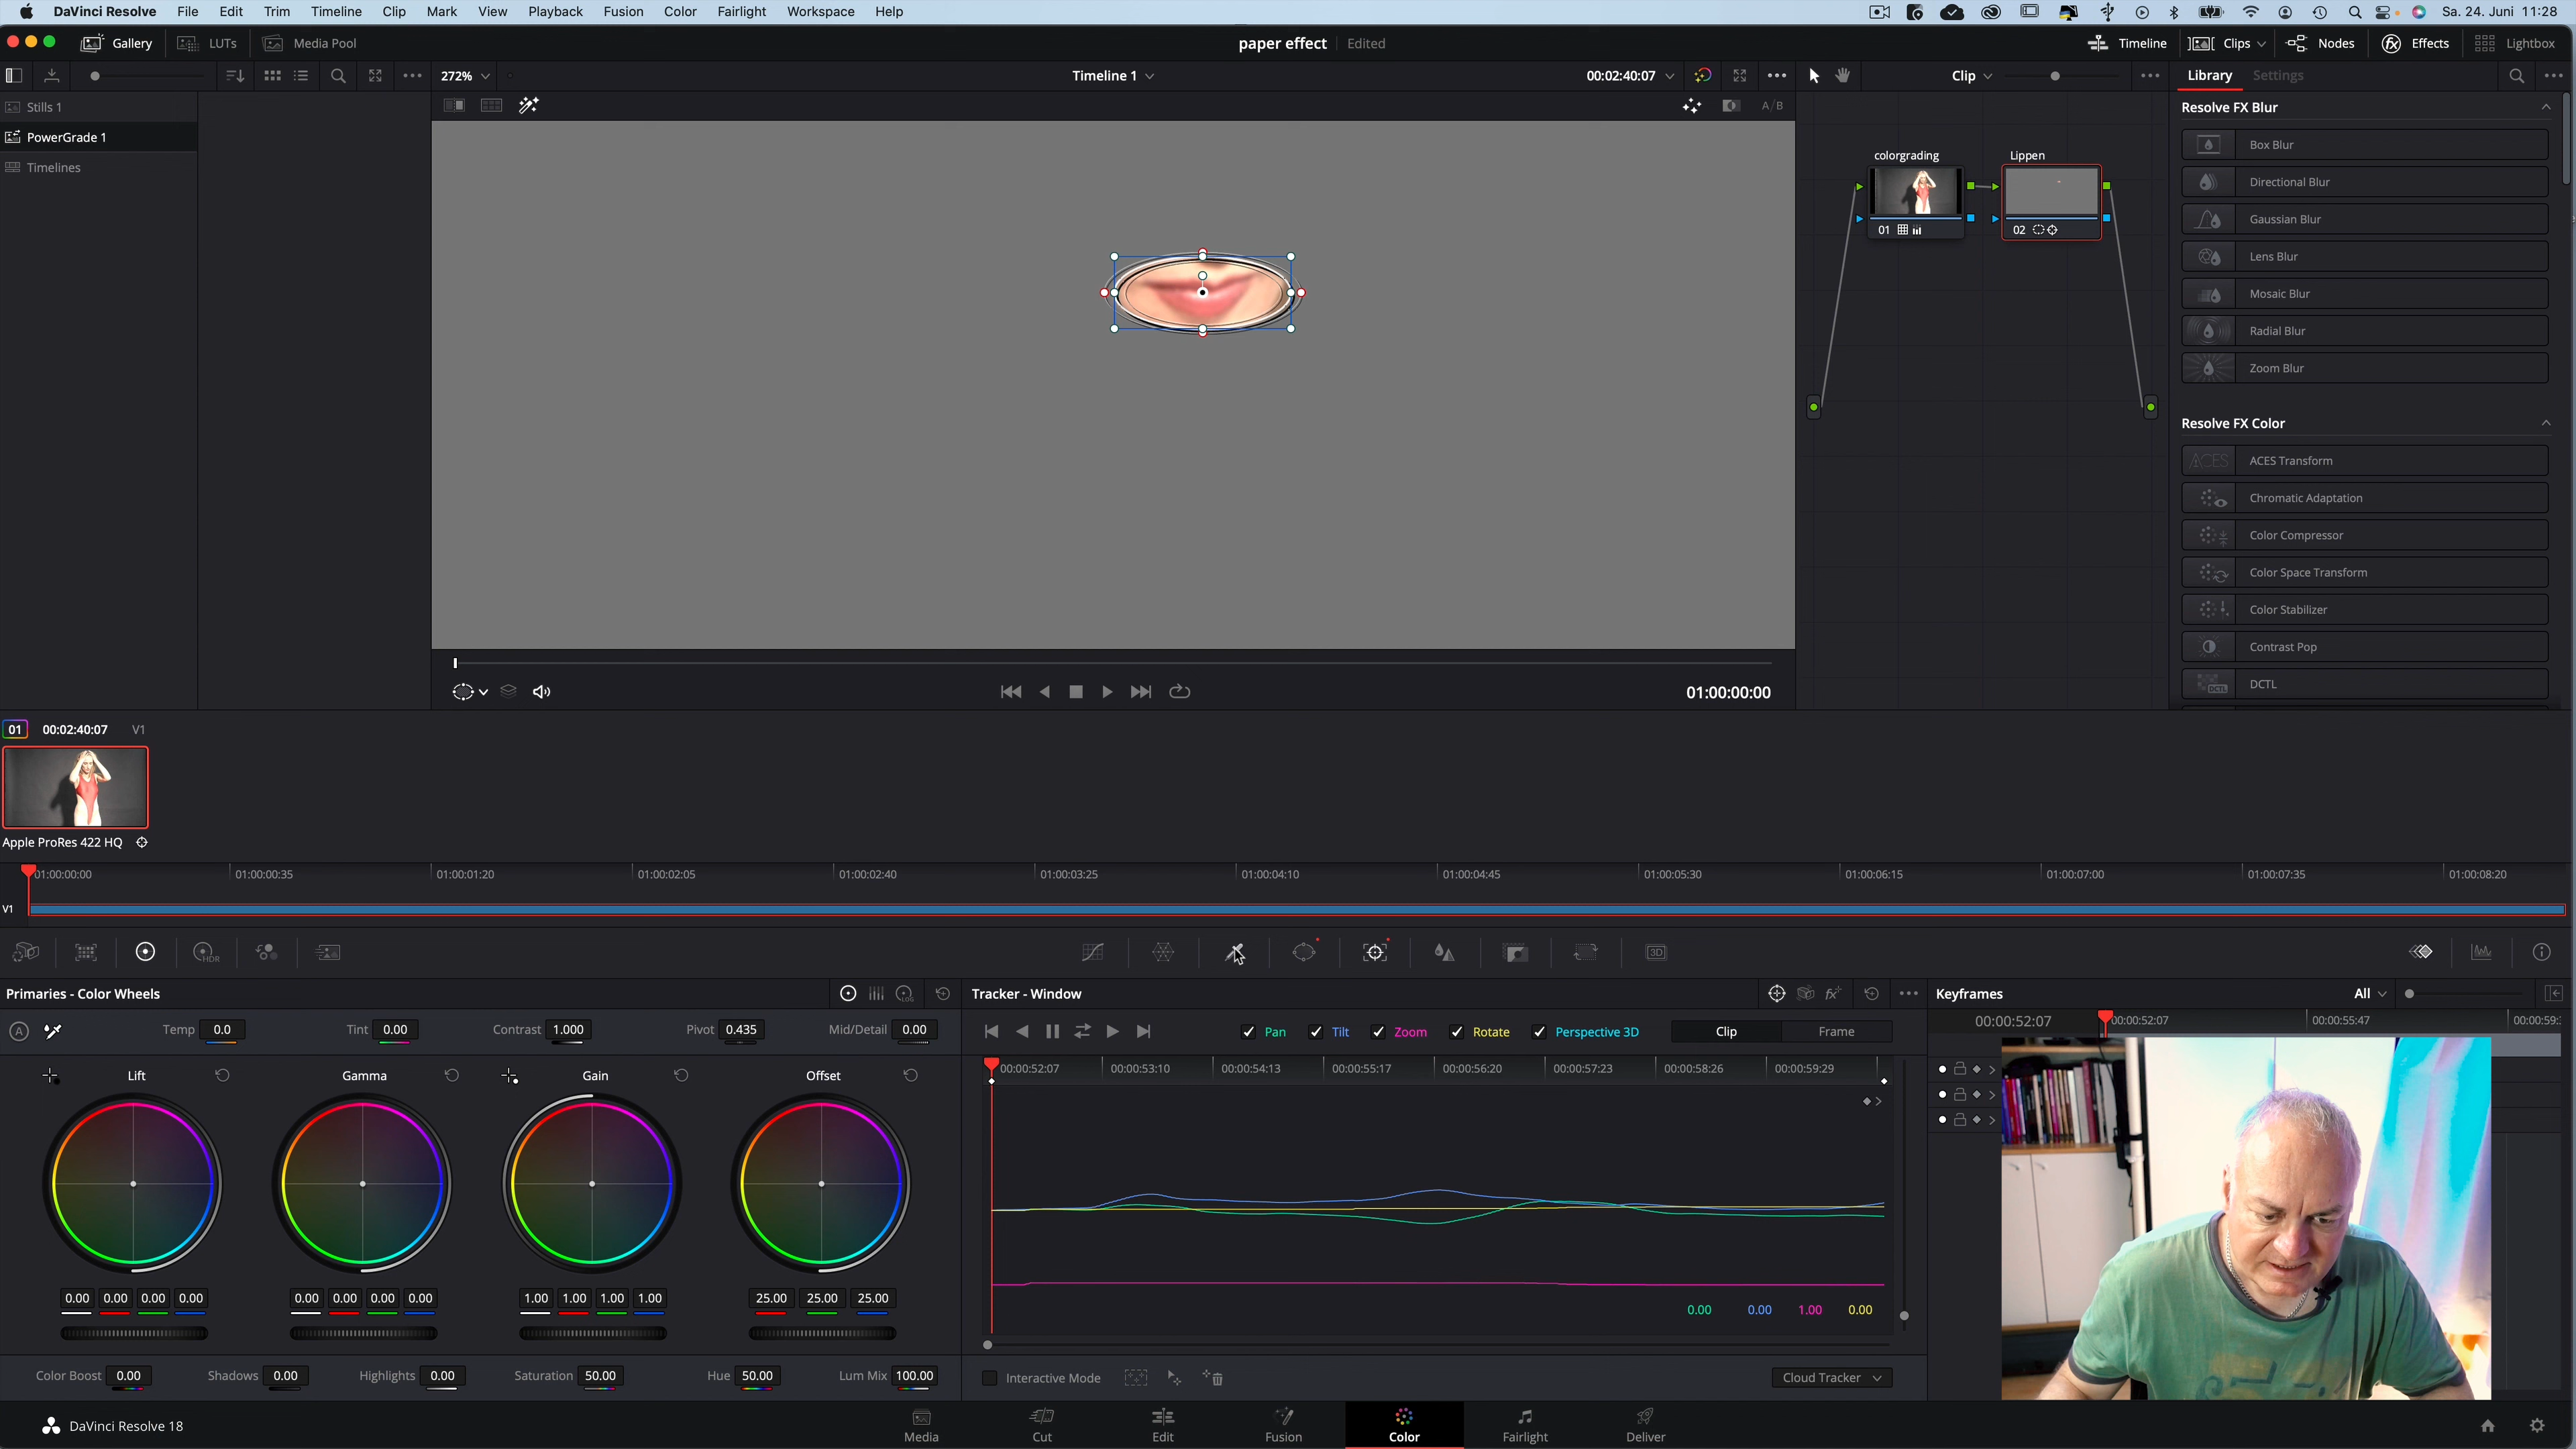 DaVinci Resolve File Edit Trim Timeline Clip Mark View Playback Fusion Color Fairlight Workspace Help Sa. 24. Juni 11:28
Gallery LUTs Media Pool paper effect Edited Timeline Clips Nodes Effects Lightbox
272% Timeline 1 00:02:40:07 Clip Library Settings
A/B
Stills 1
PowerGrade 1
Timelines
colorgrading Lippen
01 02
Resolve FX Blur
Box Blur
Directional Blur
Gaussian Blur
Lens Blur
Mosaic Blur
Radial Blur
Zoom Blur
Resolve FX Color
ACES ACES Transform
Chromatic Adaptation
Color Compressor
Color Space Transform
Color Stabilizer
Contrast Pop
DCTL DCTL
01:00:00:00
01 00:02:40:07 V1
Apple ProRes 422 HQ
01:00:00:00 01:00:00:35 01:00:01:20 01:00:02:05 01:00:02:40 01:00:03:25 01:00:04:10 01:00:04:45 01:00:05:30 01:00:06:15 01:00:07:00 01:00:07:35 01:00:08:20
V1
HDR 3D
Primaries - Color Wheels LOG Tracker - Window Keyframes All
A Temp 0.0 Tint 0.00 Contrast 1.000 Pivot 0.435 Mid/Detail 0.00
Pan Tilt Zoom Rotate Perspective 3D Clip Frame
00:00:52:07 00:00:52:07 00:00:55:47 00:00:59:
Lift Gamma Gain Offset
00:00:52:07 00:00:53:10 00:00:54:13 00:00:55:17 00:00:56:20 00:00:57:23 00:00:58:26 00:00:59:29
0.00 0.00 0.00 0.00 0.00 0.00 0.00 0.00 1.00 1.00 1.00 1.00 25.00 25.00 25.00
0.00 0.00 1.00 0.00
Color Boost 0.00 Shadows 0.00 Highlights 0.00 Saturation 50.00 Hue 50.00 Lum Mix 100.00
Interactive Mode Cloud Tracker
DaVinci Resolve 18 Media Cut Edit Fusion Color Fairlight Deliver